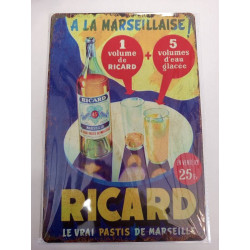 A LA MARSEILLAISE!
1
volume
de
RICARD
+
5
volumes
d'eau
glacée
RICARD
25
RICARD
LE VRAI PASTIS DE MARSEILLE